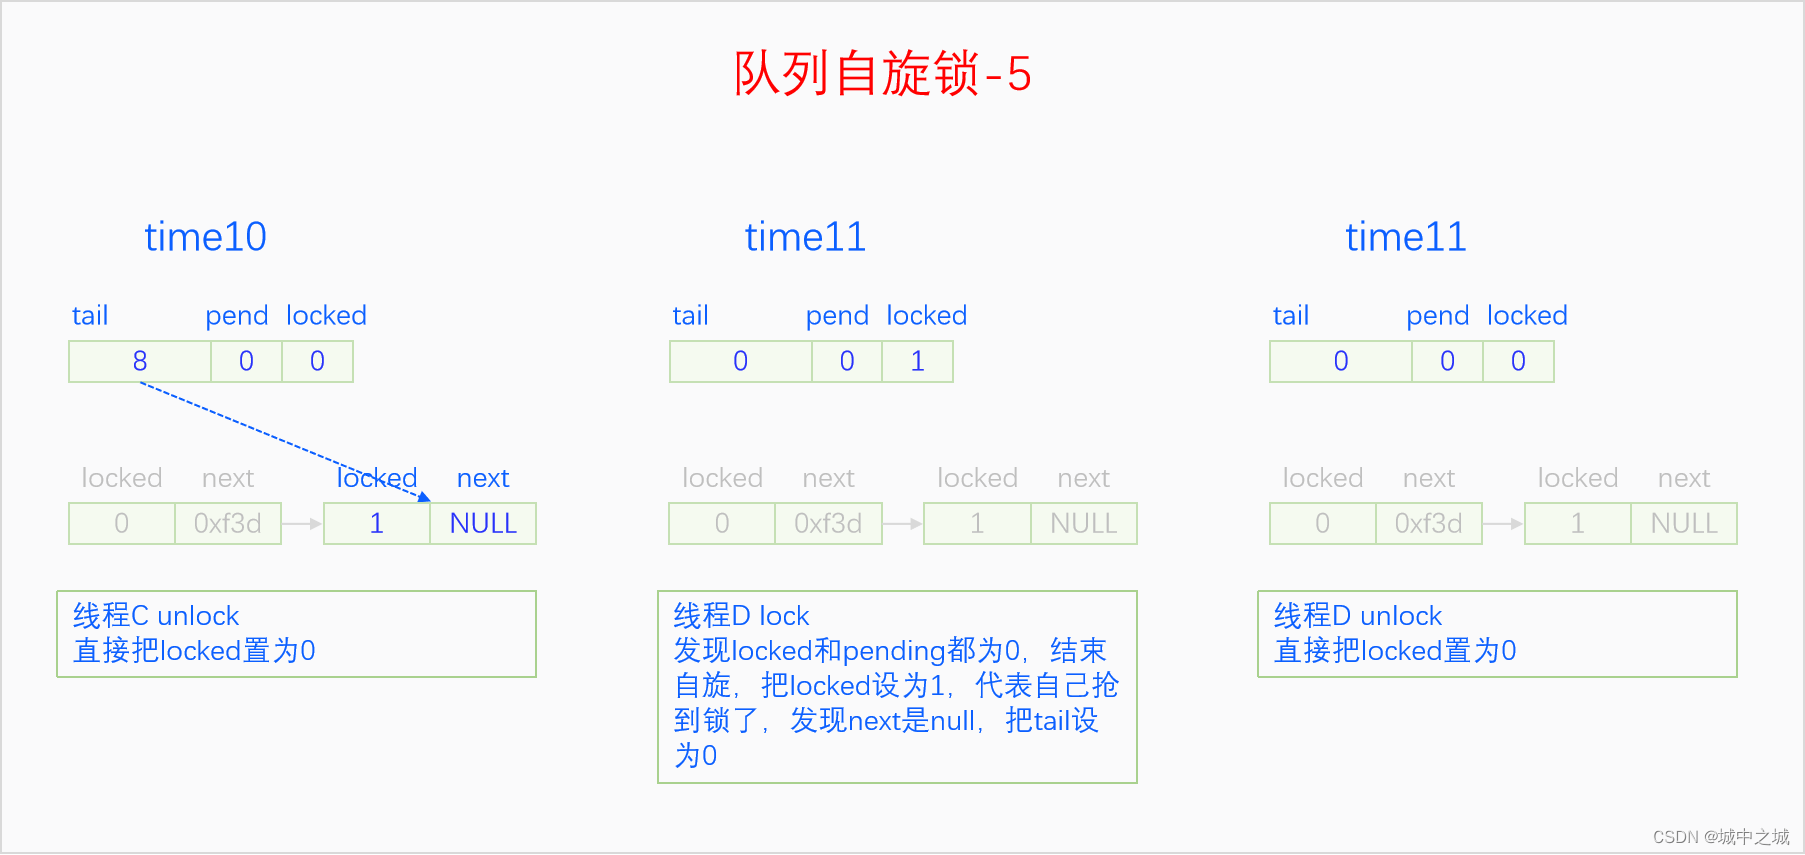 队列自旋锁-5
time10
time11
time11
tail pend locked
tail pend locked
tail pend locked
8 0 0
0 0 1
0 0 0
locked next locked next
locked next locked next
locked next locked next
0 0xf3d 1 NULL
0 0xf3d 1 NULL
0 0xf3d 1 NULL
线程C unlock
直接把locked置为0
线程D lock
发现locked和pending都为0，结束
自旋，把locked设为1，代表自己抢
到锁了，发现next是null，把tail设
为0
线程D unlock
直接把locked置为0
CSDN @城中之城